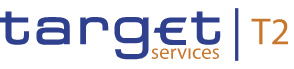 target | T2
services